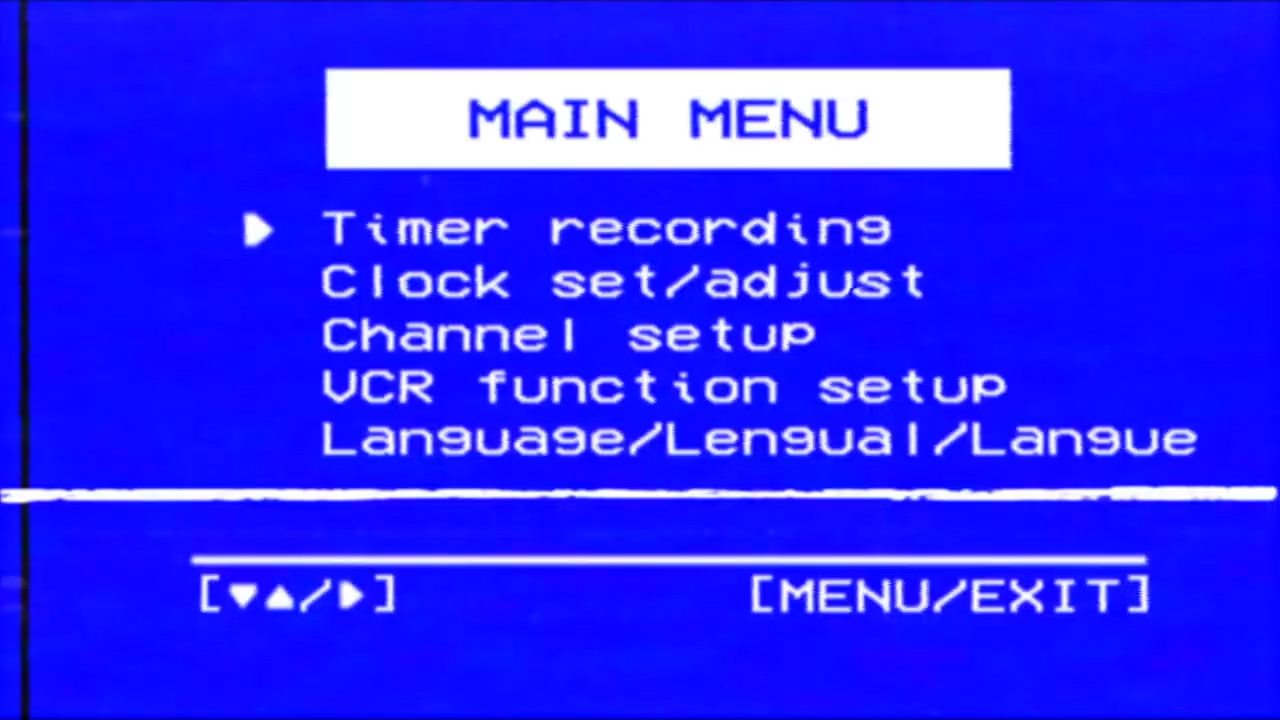 MAIN MENU
▶ Timer recording
Clock set/adjust
Channel setup
VCR function setup
Language/Lengual/Langue
[▼▲/▶] [MENU/EXIT]